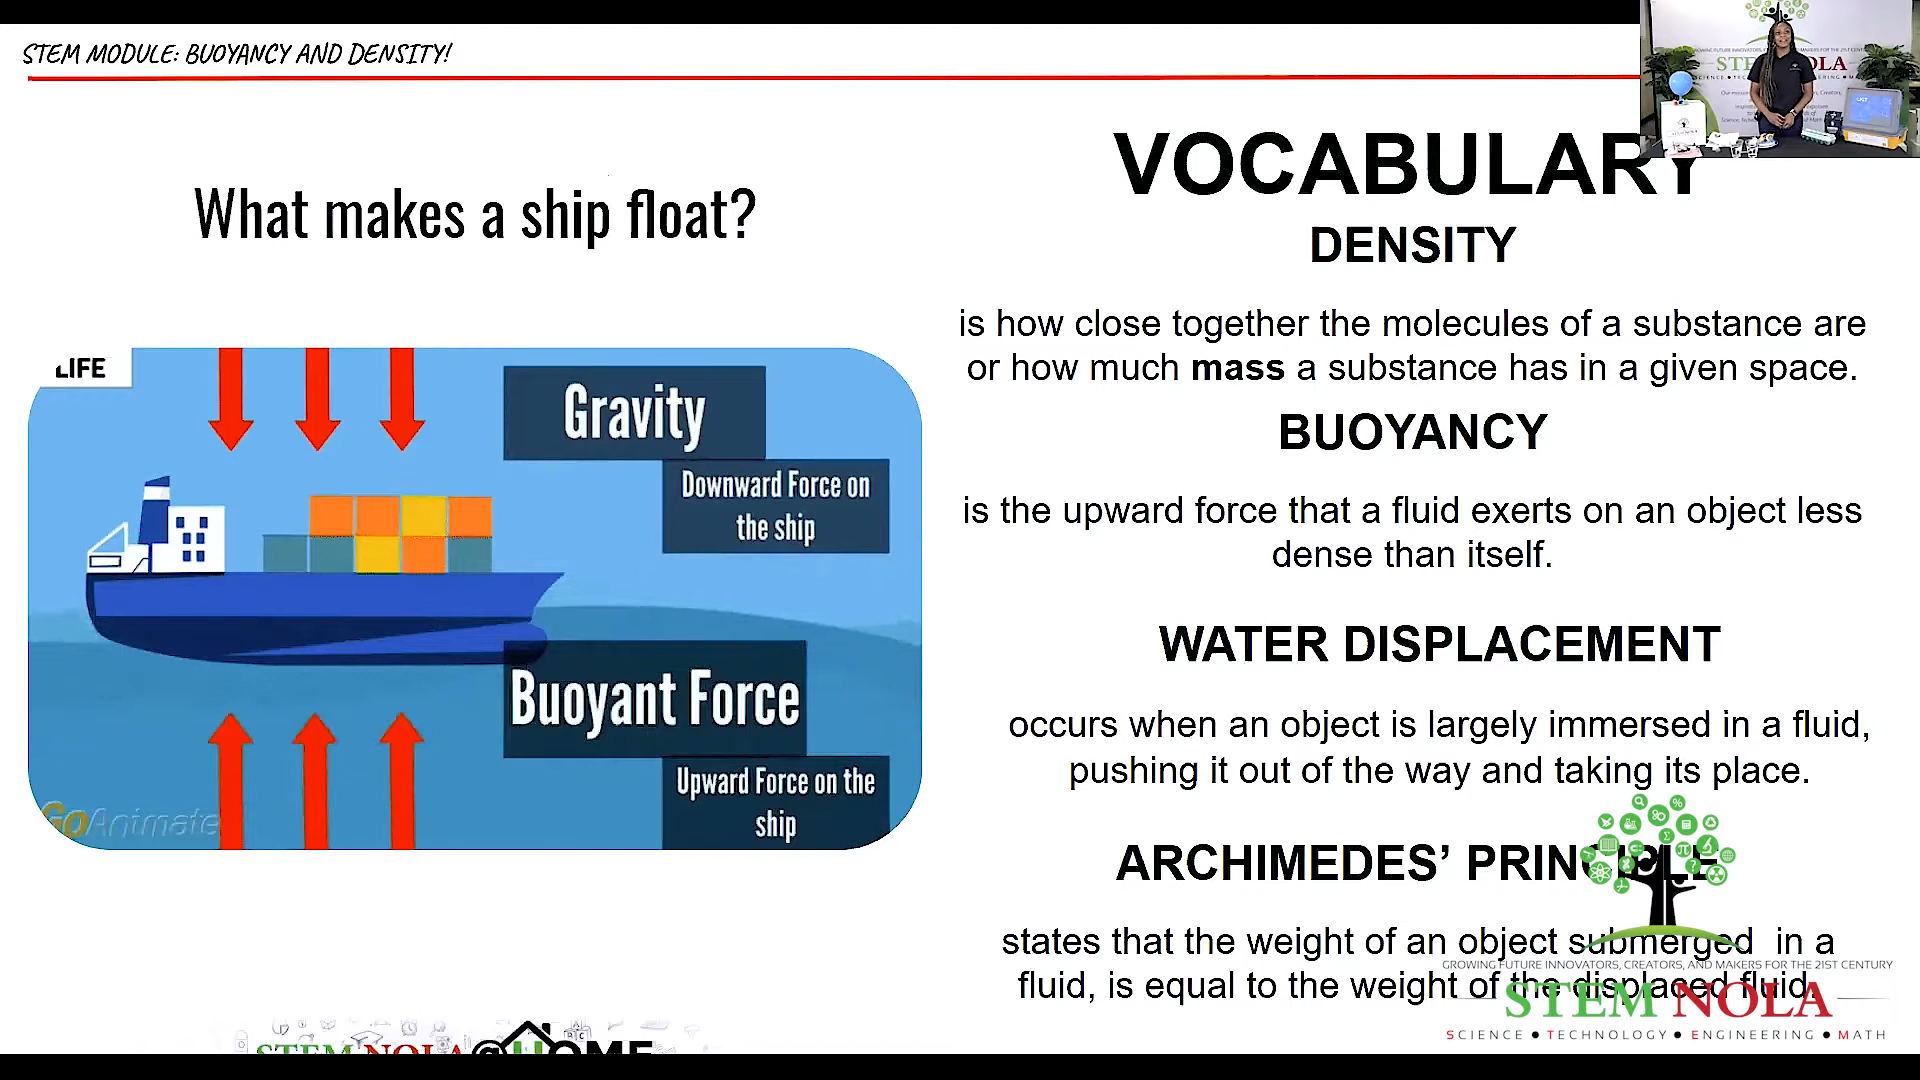 STEM MODULE: BUOYANCY AND DENSITY!
What makes a ship float?
LIFE
Gravity
Downward Force on
the ship
Buoyant Force
Upward Force on the
ship
GoAnimate
VOCABULARY
DENSITY
is how close together the molecules of a substance are
or how much mass a substance has in a given space.
BUOYANCY
is the upward force that a fluid exerts on an object less
dense than itself.
WATER DISPLACEMENT
occurs when an object is largely immersed in a fluid,
pushing it out of the way and taking its place.
ARCHIMEDES’ PRINCIPLE
states that the weight of an object submerged in a
fluid, is equal to the weight of the displaced fluid
GROWING FUTURE INNOVATORS, CREATORS, AND MAKERS FOR THE 21ST CENTURY
STEM NOLA
SCIENCE • TECHNOLOGY • ENGINEERING • MATH
STEM NOLA@HOME